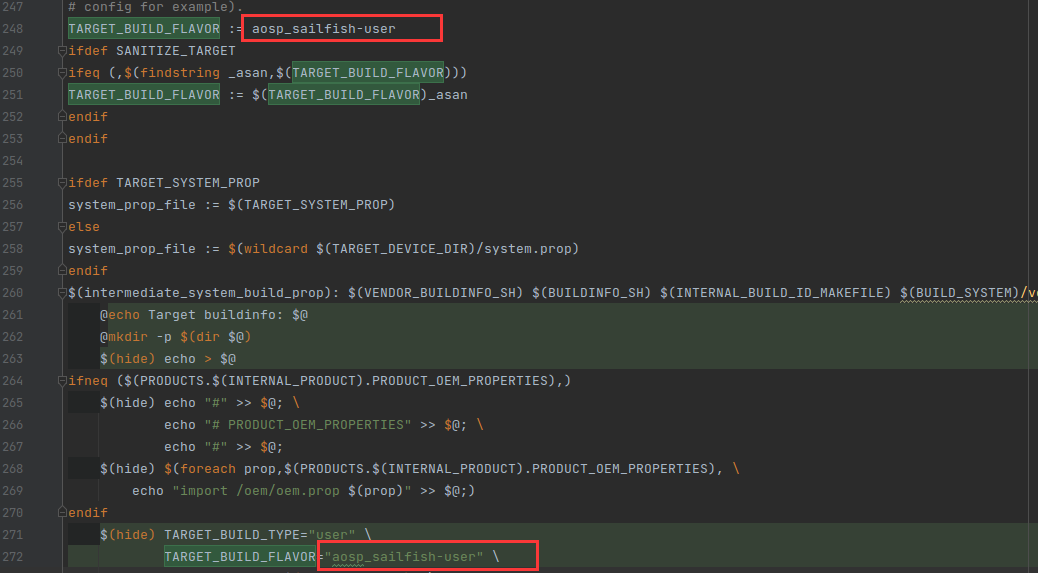 247 # config for example).
248 TARGET_BUILD_FLAVOR := aosp_sailfish-user
249 ifdef SANITIZE_TARGET
250 ifeq (,$(findstring _asan,$(TARGET_BUILD_FLAVOR)))
251 TARGET_BUILD_FLAVOR := $(TARGET_BUILD_FLAVOR)_asan
252 endif
253 endif
254
255 ifdef TARGET_SYSTEM_PROP
256 system_prop_file := $(TARGET_SYSTEM_PROP)
257 else
258 system_prop_file := $(wildcard $(TARGET_DEVICE_DIR)/system.prop)
259 endif
260 $(intermediate_system_build_prop): $(VENDOR_BUILDINFO_SH) $(BUILDINFO_SH) $(INTERNAL_BUILD_ID_MAKEFILE) $(BUILD_SYSTEM)/ve
261 @echo Target buildinfo: $@
262 @mkdir -p $(dir $@)
263 $(hide) echo > $@
264 ifneq ($(PRODUCTS.$(INTERNAL_PRODUCT).PRODUCT_OEM_PROPERTIES),)
265 $(hide) echo "#" >> $@; \
266 echo "# PRODUCT_OEM_PROPERTIES" >> $@; \
267 echo "#" >> $@;
268 $(hide) $(foreach prop,$(PRODUCTS.$(INTERNAL_PRODUCT).PRODUCT_OEM_PROPERTIES), \
269 echo "import /oem/oem.prop $(prop)" >> $@;)
270 endif
271 $(hide) TARGET_BUILD_TYPE="user" \
272 TARGET_BUILD_FLAVOR="aosp_sailfish-user" \